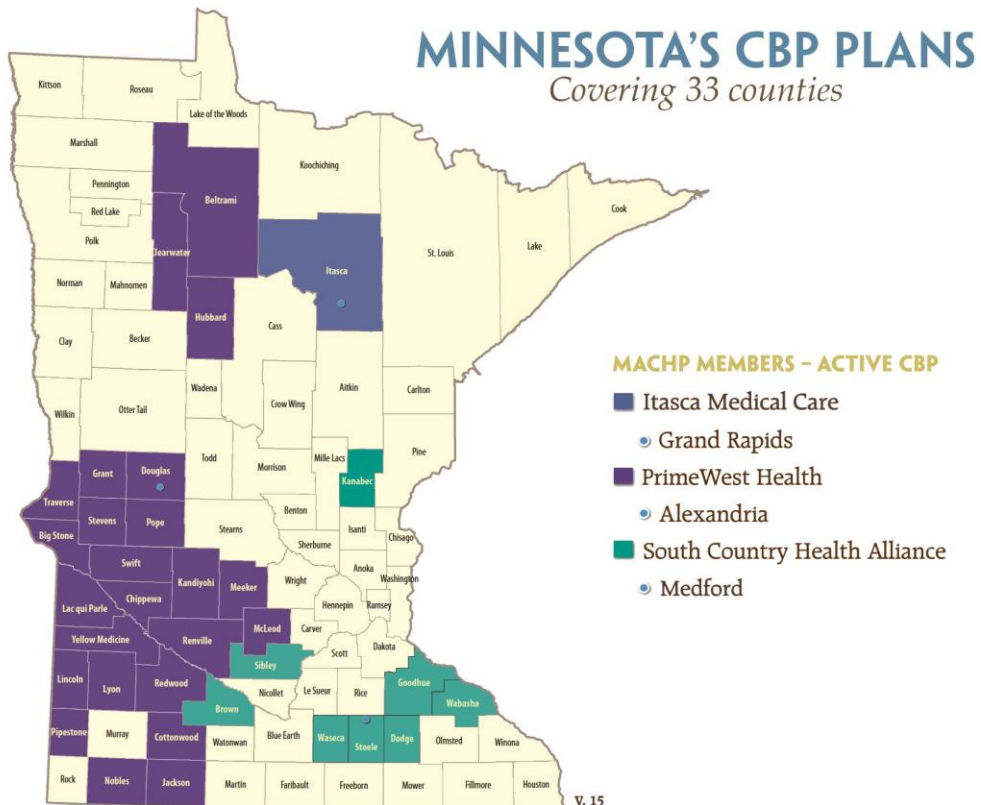 MINNESOTA'S CBP PLANS
Covering 33 counties
Kittson
Roseau
Lake of the Woods
Marshall
Koochiching
Pennington
Beltrami
Red Lake
Cook
Polk
Clearwater
St. Louis
Lake
Itasca
Norman
Mahnomen
Hubbard
Cass
Clay
Becker
Wadena
Aitkin
Carlton
Crow Wing
Wilkin
Otter Tail
Todd
Mille Lacs
Pine
Morrison
Grant
Douglas
Kanabec
Traverse
Stevens
Pope
Benton
Stearns
Isanti
Big Stone
Sherburne
Chisago
Swift
Anoka
Washington
Kandiyohi
Meeker
Wright
Chippewa
Hennepin
Ramsey
Lac qui Parle
McLeod
Carver
Yellow Medicine
Renville
Dakota
Scott
Sibley
Lincoln
Lyon
Redwood
Nicollet
Le Sueur
Rice
Goodhue
Wabasha
Brown
Pipestone
Murray
Cottonwood
Watonwan
Blue Earth
Waseca
Steele
Dodge
Olmsted
Winona
Rock
Nobles
Jackson
Martin
Faribault
Freeborn
Mower
Fillmore
Houston
MACHP MEMBERS – ACTIVE CBP
Itasca Medical Care
Grand Rapids
PrimeWest Health
Alexandria
South Country Health Alliance
Medford
V. 15